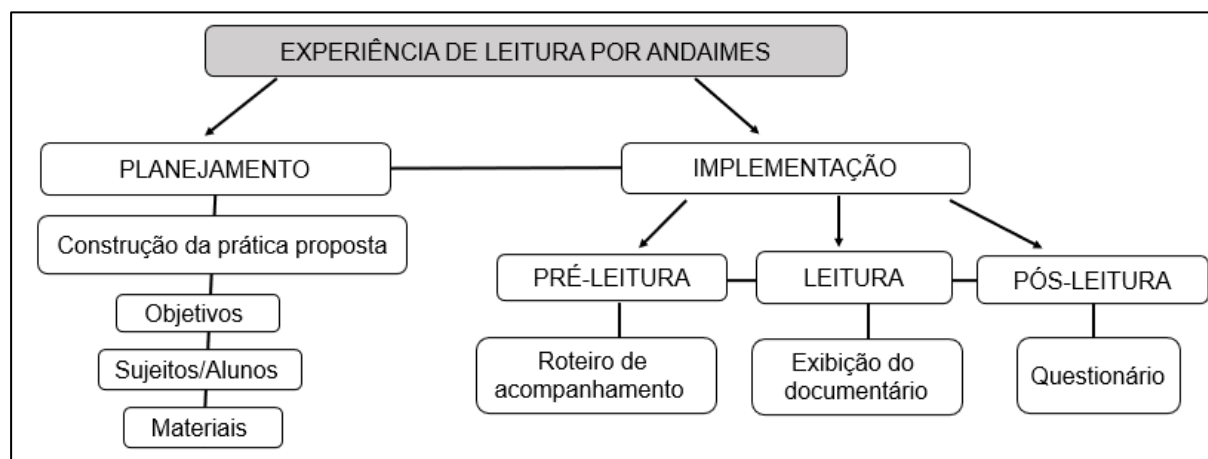 EXPERIÊNCIA DE LEITURA POR ANDAIMES
PLANEJAMENTO
Construção da prática proposta
Objetivos
Sujeitos/Alunos
Materiais
IMPLEMENTAÇÃO
PRÉ-LEITURA
Roteiro de
acompanhamento
LEITURA
Exibição do
documentário
PÓS-LEITURA
Questionário